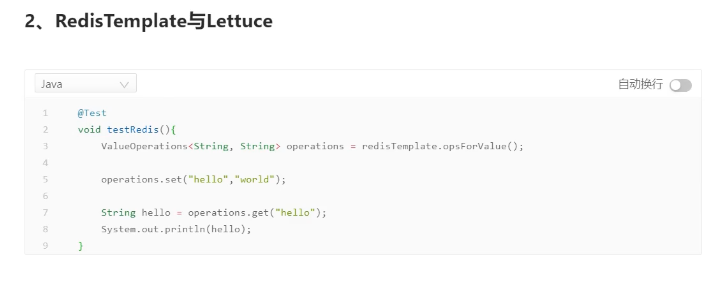 2、RedisTemplate与Lettuce
Java
自动换行
1 @Test
2 void testRedis(){
3 ValueOperations<String, String> operations = redisTemplate.opsForValue();
4
5 operations.set("hello","world");
6
7 String hello = operations.get("hello");
8 System.out.println(hello);
9 }